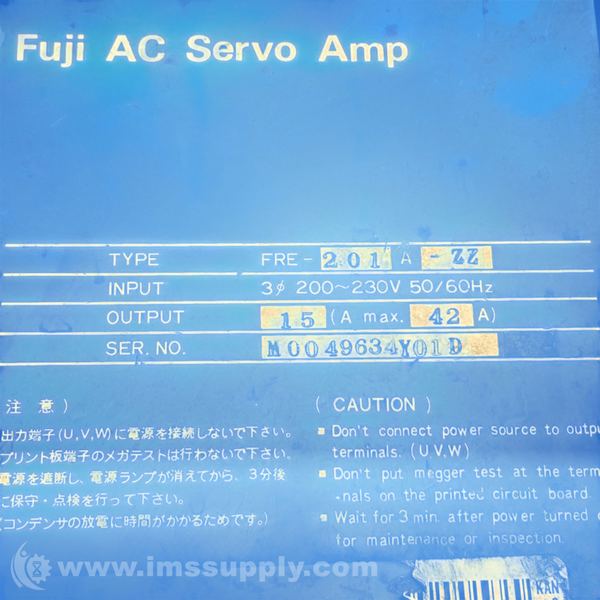 Fuji AC Servo Amp
TYPE FRE-201A-ZZ
INPUT 3φ 200～230V 50/60Hz
OUTPUT 15 (A max. 42 A)
SER. NO. M0049634Y01D
注 意）
出力端子(U,V,W)に電源を接続しないで下さい。
プリント板端子のメガテストは行わないで下さい。
電源を遮断し、電源ランプが消えてから、3分後
に保守・点検を行って下さい。
(コンデンサの放電に時間がかかるためです。)
( CAUTION )
■ Don't connect power source to outpu
terminals. (U V W)
■ Don't put megger test at the term
-nals on the printed circuit board
■ Wait for 3 min. after power turned
for maintenance or inspection.
KAN
www.imssupply.com